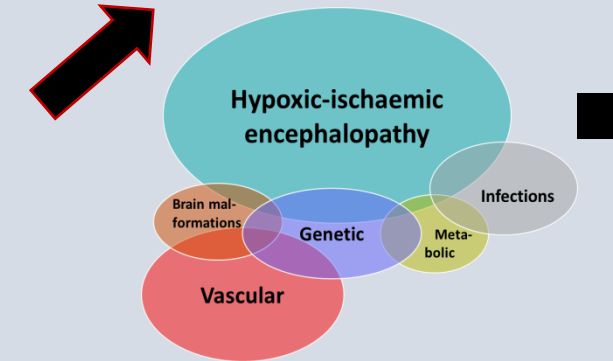 Hypoxic-ischaemic
encephalopathy
Infections
Brain mal-
formations
Genetic
Meta-
bolic
Vascular